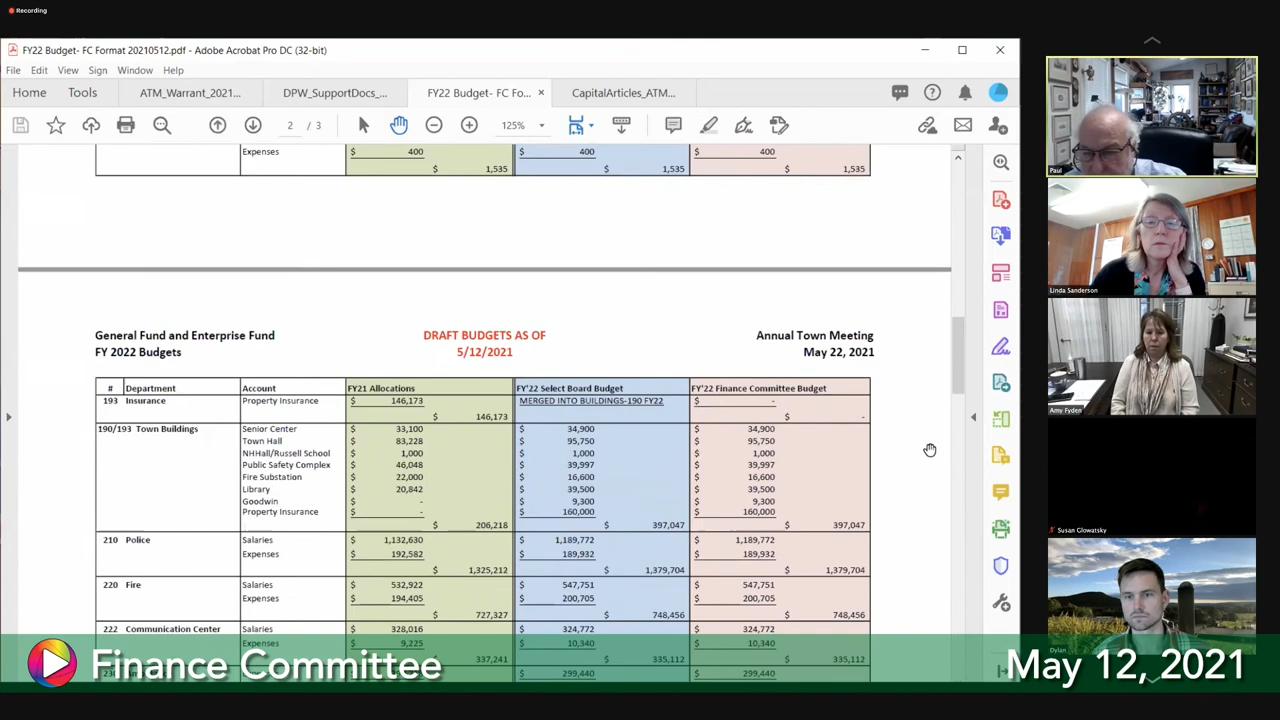 Recording
FY22 Budget- FC Format 20210512.pdf - Adobe Acrobat Pro DC (32-bit)
File Edit View Sign Window Help
Home Tools ATM_Warrant_2021... DPW_SupportDocs_... FY22 Budget- FC Fo... × CapitalArticles_ATM...
2 / 3 125%
Expenses $ 400 $ 400 $ 400
$ 1,535 $ 1,535 $ 1,535
General Fund and Enterprise Fund DRAFT BUDGETS AS OF Annual Town Meeting
FY 2022 Budgets 5/12/2021 May 22, 2021
# Department Account FY21 Allocations FY'22 Select Board Budget FY'22 Finance Committee Budget
193 Insurance Property Insurance $ 146,173 MERGED INTO BUILDINGS-190 FY22 $ -
$ 146,173 $ -
190/193 Town Buildings Senior Center $ 33,100 $ 34,900 $ 34,900
Town Hall $ 83,228 $ 95,750 $ 95,750
NHHall/Russell School $ 1,000 $ 1,000 $ 1,000
Public Safety Complex $ 46,048 $ 39,997 $ 39,997
Fire Substation $ 22,000 $ 16,600 $ 16,600
Library $ 20,842 $ 39,500 $ 39,500
Goodwin $ - $ 9,300 $ 9,300
Property Insurance $ - $ 160,000 $ 160,000
$ 206,218 $ 397,047 $ 397,047
210 Police Salaries $ 1,132,630 $ 1,189,772 $ 1,189,772
Expenses $ 192,582 $ 189,932 $ 189,932
$ 1,325,212 $ 1,379,704 $ 1,379,704
220 Fire Salaries $ 532,922 $ 547,751 $ 547,751
Expenses $ 194,405 $ 200,705 $ 200,705
$ 727,327 $ 748,456 $ 748,456
222 Communication Center Salaries $ 328,016 $ 324,772 $ 324,772
Expenses $ 9,225 $ 10,340 $ 10,340
$ 337,241 $ 335,112 $ 335,112
$ 299,440 $ 299,440
Paul
Linda Sanderson
Amy Fyden
Susan Glowatsky
Dylan
Finance Committee May 12, 2021